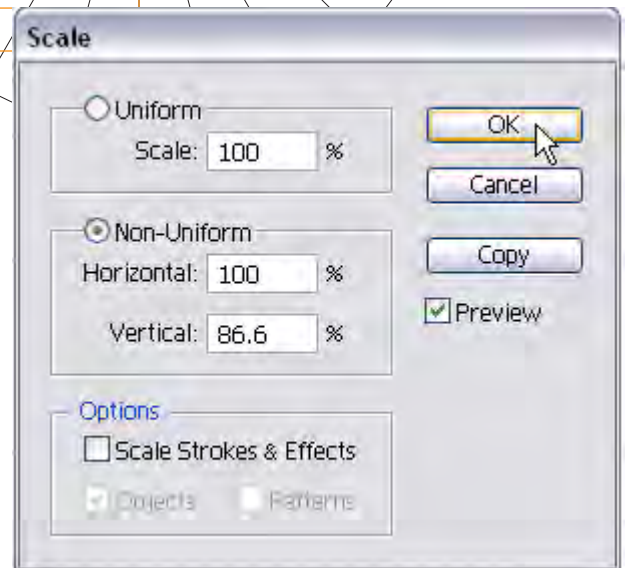 Scale
Uniform
Scale: 100 %
Non-Uniform
Horizontal: 100 %
Vertical: 86.6 %
Options
Scale Strokes & Effects
Objects Patterns
OK
Cancel
Copy
Preview